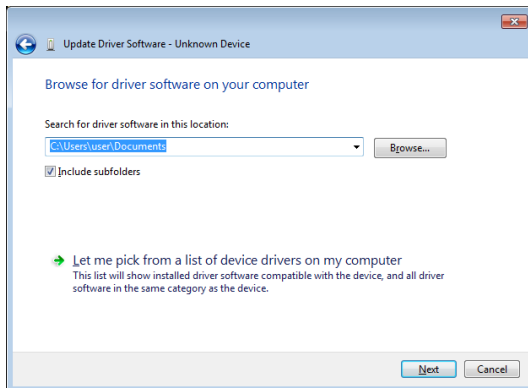 Update Driver Software - Unknown Device
Browse for driver software on your computer
Search for driver software in this location:
C:\Users\user\Documents
Browse...
Include subfolders
Let me pick from a list of device drivers on my computer
This list will show installed driver software compatible with the device, and all driver
software in the same category as the device.
Next
Cancel